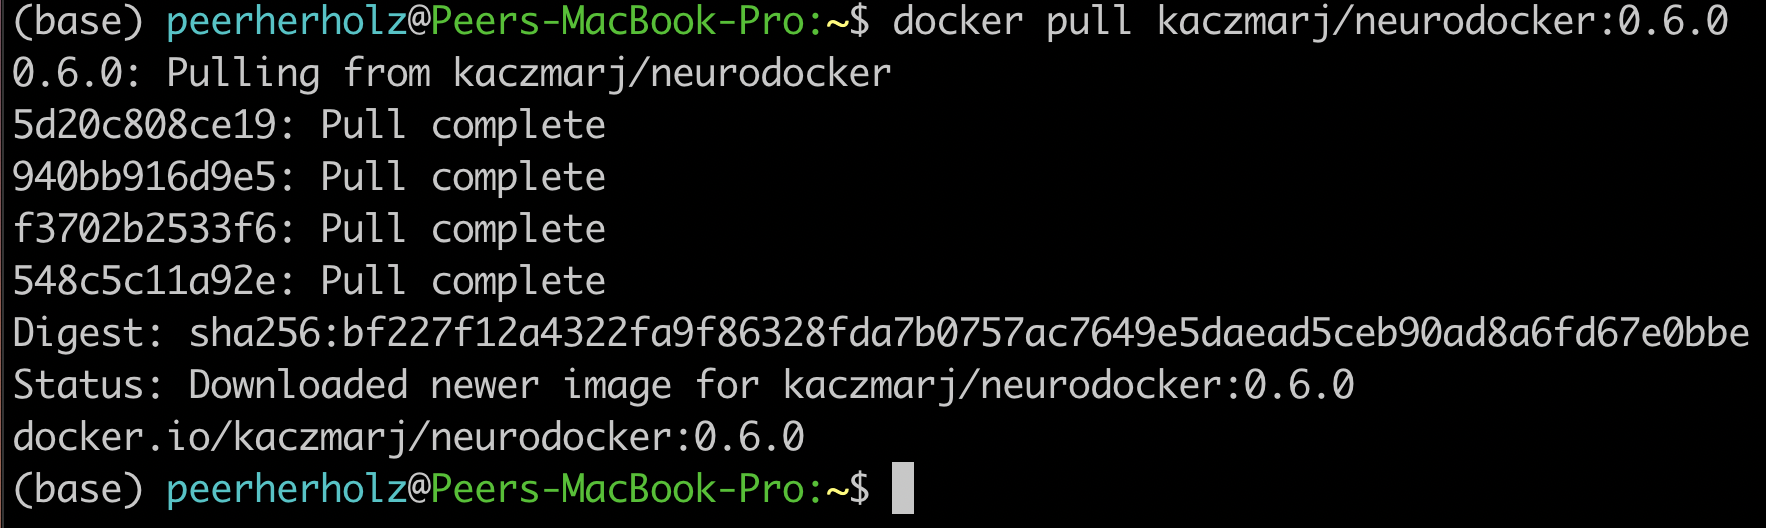 (base) peerherholz@Peers-MacBook-Pro:~$ docker pull kaczmarj/neurodocker:0.6.0
0.6.0: Pulling from kaczmarj/neurodocker
5d20c808ce19: Pull complete
940bb916d9e5: Pull complete
f3702b2533f6: Pull complete
548c5c11a92e: Pull complete
Digest: sha256:bf227f12a4322fa9f86328fda7b0757ac7649e5daead5ceb90ad8a6fd67e0bbe
Status: Downloaded newer image for kaczmarj/neurodocker:0.6.0
docker.io/kaczmarj/neurodocker:0.6.0
(base) peerherholz@Peers-MacBook-Pro:~$